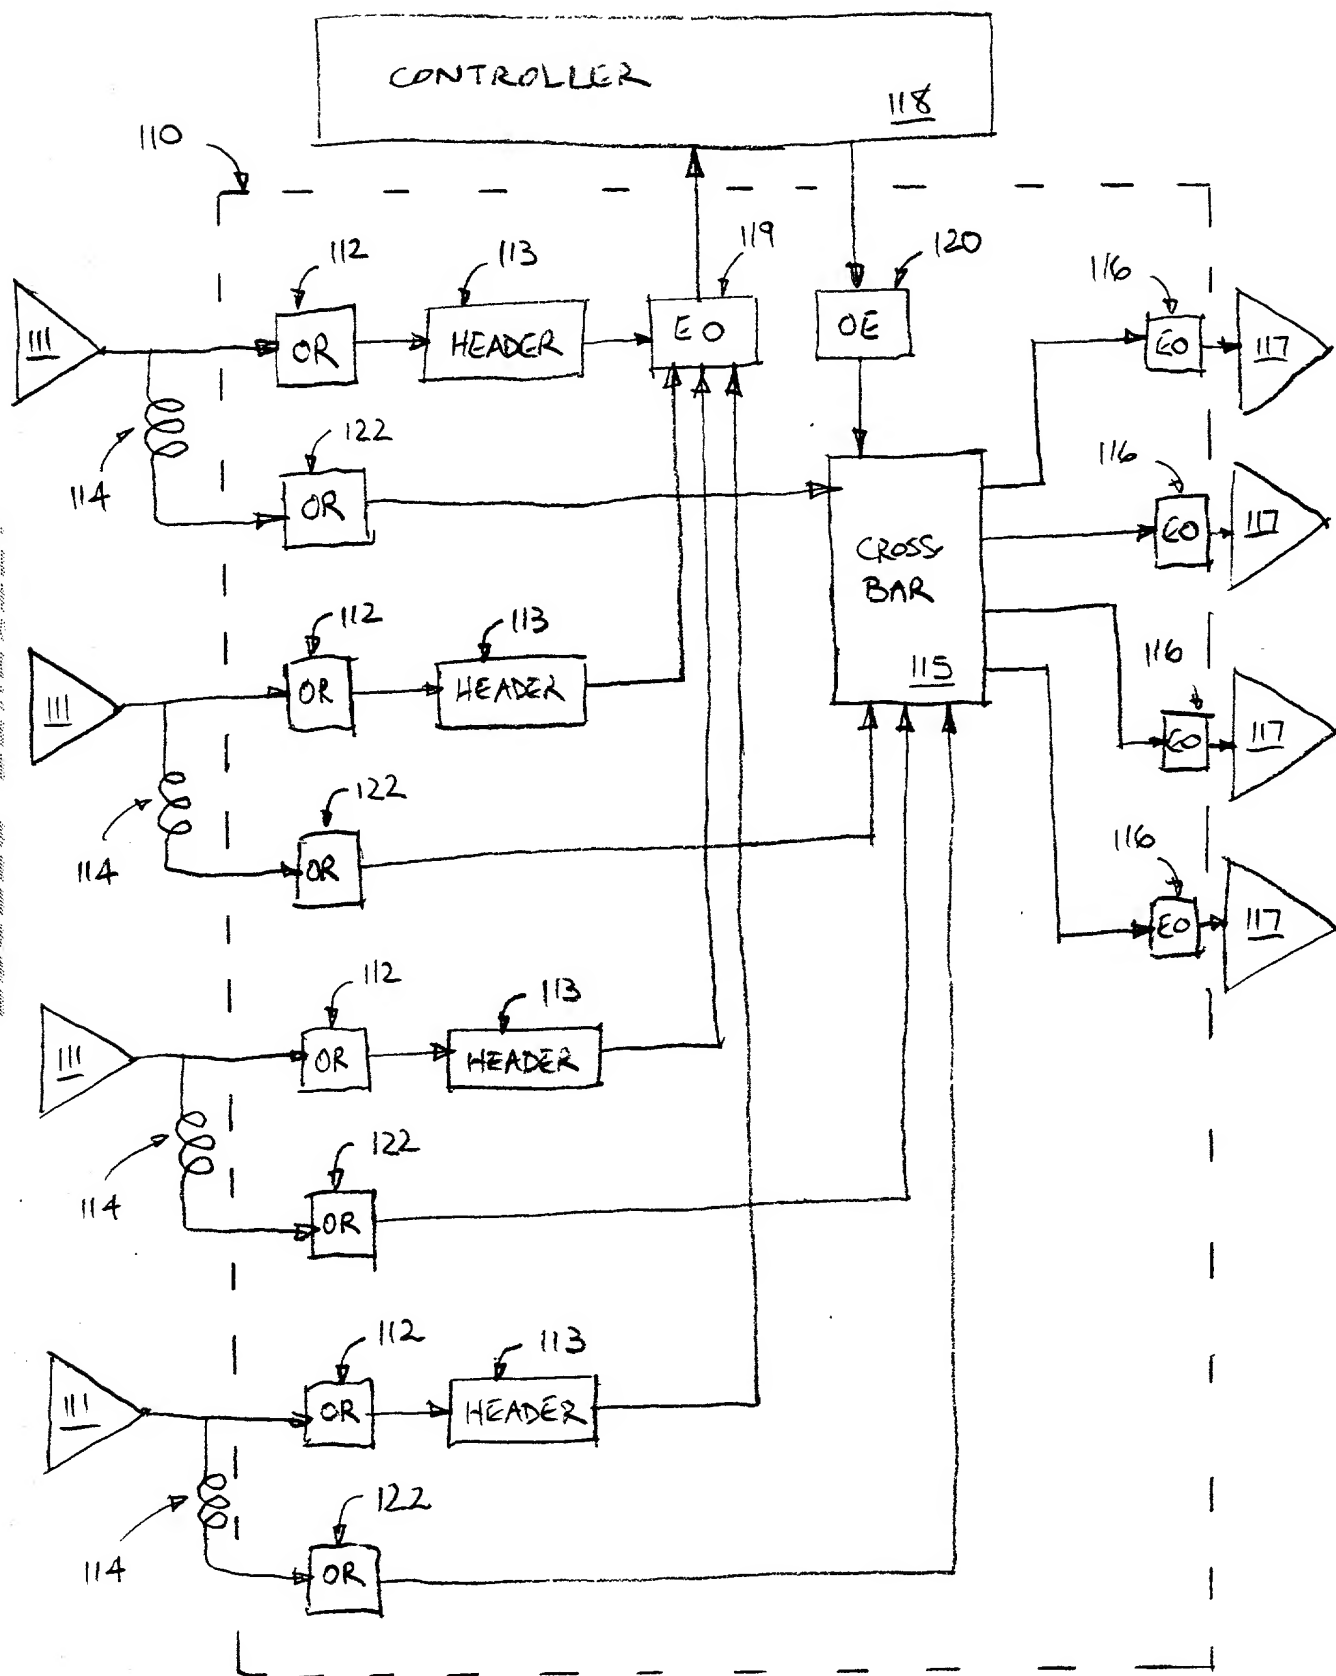 CONTROLLER
118
110
112
113
119
120
116
111
OR
HEADER
EO
OE
EO
117
114
122
OR
116
EO
117
CROSS
BAR
115
112
113
111
OR
HEADER
116
EO
117
114
122
OR
116
EO
117
112
113
111
OR
HEADER
114
122
OR
112
113
111
OR
HEADER
114
122
OR